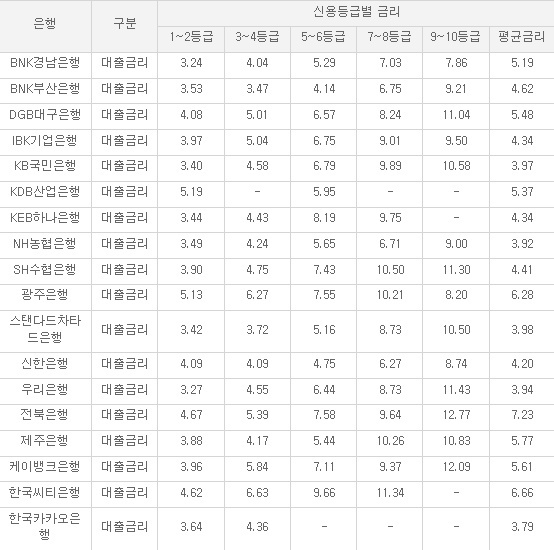 은행 구분 신용등급별 금리
1~2등급 3~4등급 5~6등급 7~8등급 9~10등급 평균금리
BNK경남은행 대출금리 3.24 4.04 5.29 7.03 7.86 5.19
BNK부산은행 대출금리 3.53 3.47 4.14 6.75 9.21 4.62
DGB대구은행 대출금리 4.08 5.01 6.57 8.24 11.04 5.48
IBK기업은행 대출금리 3.97 5.04 6.75 9.01 9.50 4.34
KB국민은행 대출금리 3.40 4.58 6.79 9.89 10.58 3.97
KDB산업은행 대출금리 5.19 - 5.95 - - 5.37
KEB하나은행 대출금리 3.44 4.43 8.19 9.75 - 4.34
NH농협은행 대출금리 3.49 4.24 5.65 6.71 9.00 3.92
SH수협은행 대출금리 3.90 4.75 7.43 10.50 11.30 4.41
광주은행 대출금리 5.13 6.27 7.55 10.21 8.20 6.28
스탠다드차타
드은행 대출금리 3.42 3.72 5.16 8.73 10.50 3.98
신한은행 대출금리 4.09 4.09 4.75 6.27 8.74 4.20
우리은행 대출금리 3.27 4.55 6.44 8.73 11.43 3.94
전북은행 대출금리 4.67 5.39 7.58 9.64 12.77 7.23
제주은행 대출금리 3.88 4.17 5.44 10.26 10.83 5.77
케이뱅크은행 대출금리 3.96 5.84 7.11 9.37 12.09 5.61
한국씨티은행 대출금리 4.62 6.63 9.66 11.34 - 6.66
한국카카오은
행 대출금리 3.64 4.36 - - - 3.79